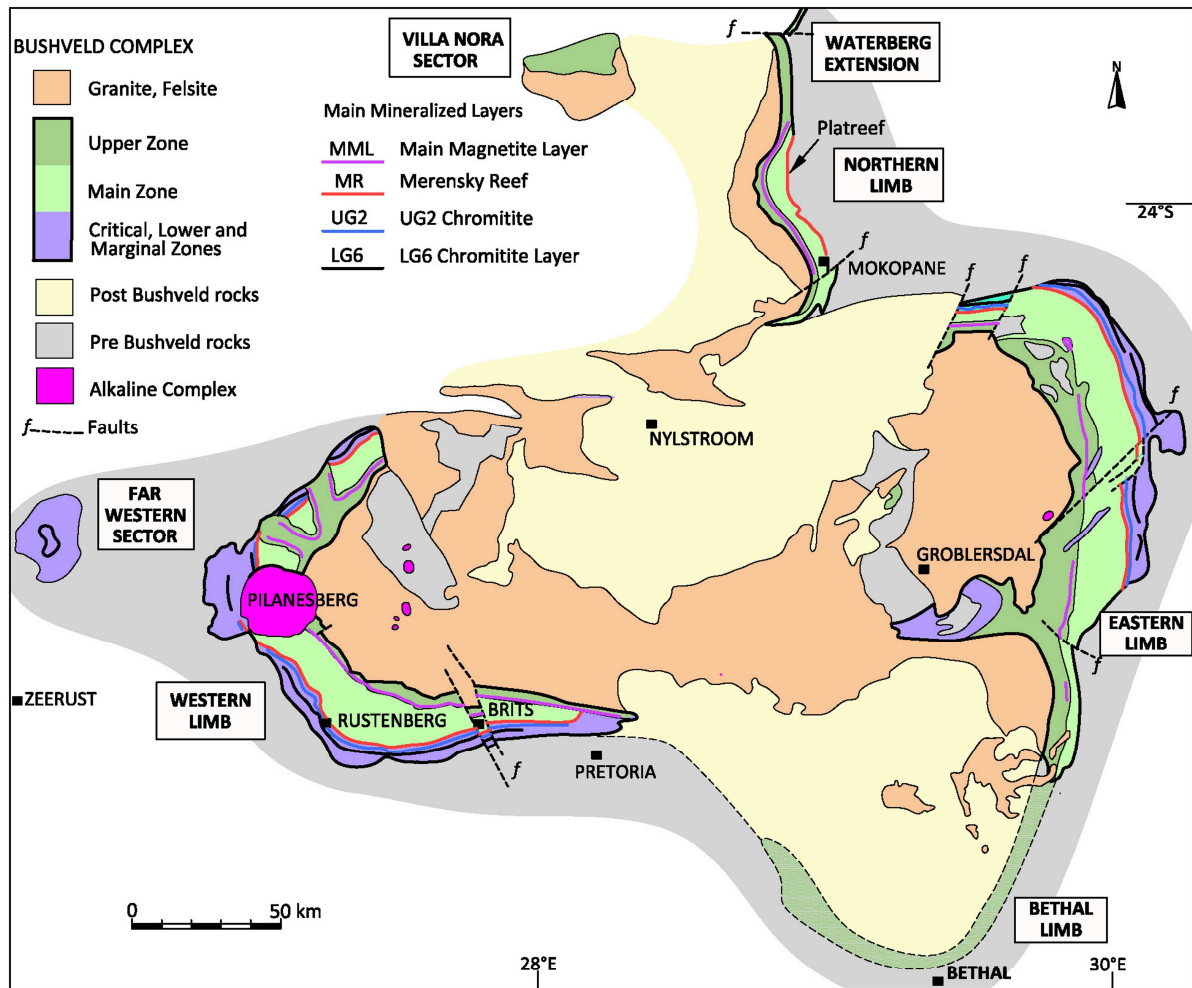 BUSHVELD COMPLEX
Granite, Felsite
Upper Zone
Main Zone
Critical, Lower and
Marginal Zones
Post Bushveld rocks
Pre Bushveld rocks
Alkaline Complex
f
Faults
VILLA NORA
SECTOR
Main Mineralized Layers
MML Main Magnetite Layer
MR Merensky Reef
UG2 UG2 Chromitite
LG6 LG6 Chromitite Layer
f
WATERBERG
EXTENSION
N
Platreef
NORTHERN
LIMB
24°S
f
MOKOPANE
f
f
NYLSTROOM
f
FAR
WESTERN
SECTOR
GROBLERSDAL
PILANESBERG
EASTERN
LIMB
f
ZEERUST
WESTERN
LIMB
RUSTENBERG
BRITS
f
PRETORIA
0 50 km
BETHAL
LIMB
28°E
BETHAL
30°E